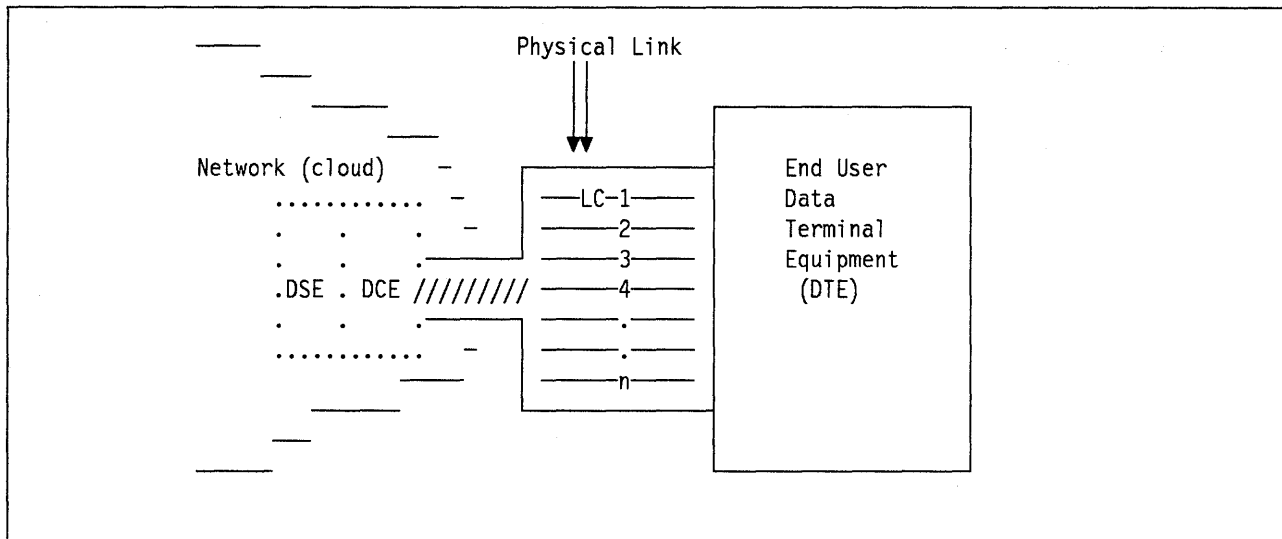 Physical Link
Network (cloud)
End User
LC-1
Data
2
Terminal
3
Equipment
DSE . DCE /////////
4
(DTE)
n